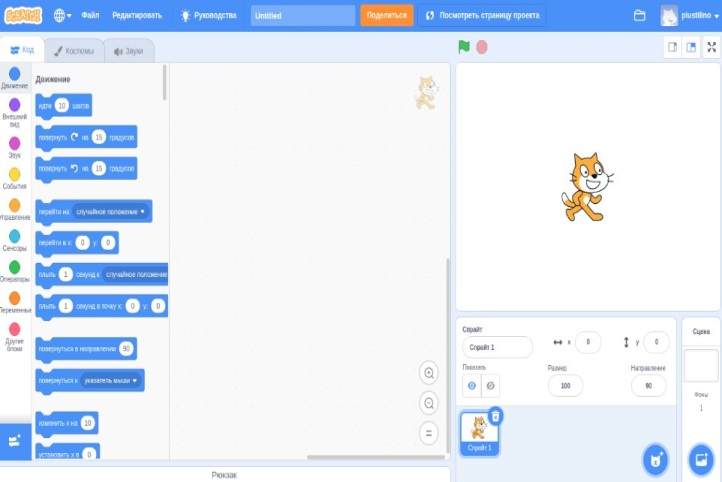 SCRATCH
Файл Редактировать Руководства Untitled Поделиться Посмотреть страницу проекта plustilino
Код Костюмы Звуки
Движение
Внешний вид
Звук
События
Управление
Сенсоры
Операторы
Переменные
Другие блоки
Движение
идти 10 шагов
повернуть на 15 градусов
повернуть на 15 градусов
перейти на случайное положение
перейти в x: 0 y: 0
плыть 1 секунд к случайное положение
плыть 1 секунд в точку x: 0 y: 0
повернуться в направлении 90
повернуться к указатель мыши
изменить x на 10
установить x в 0
Рюкзак
Спрайт
Спрайт 1 x 0 y 0
Показать Размер 100 Направление 90
Спрайт 1
Сцена
Фоны
1